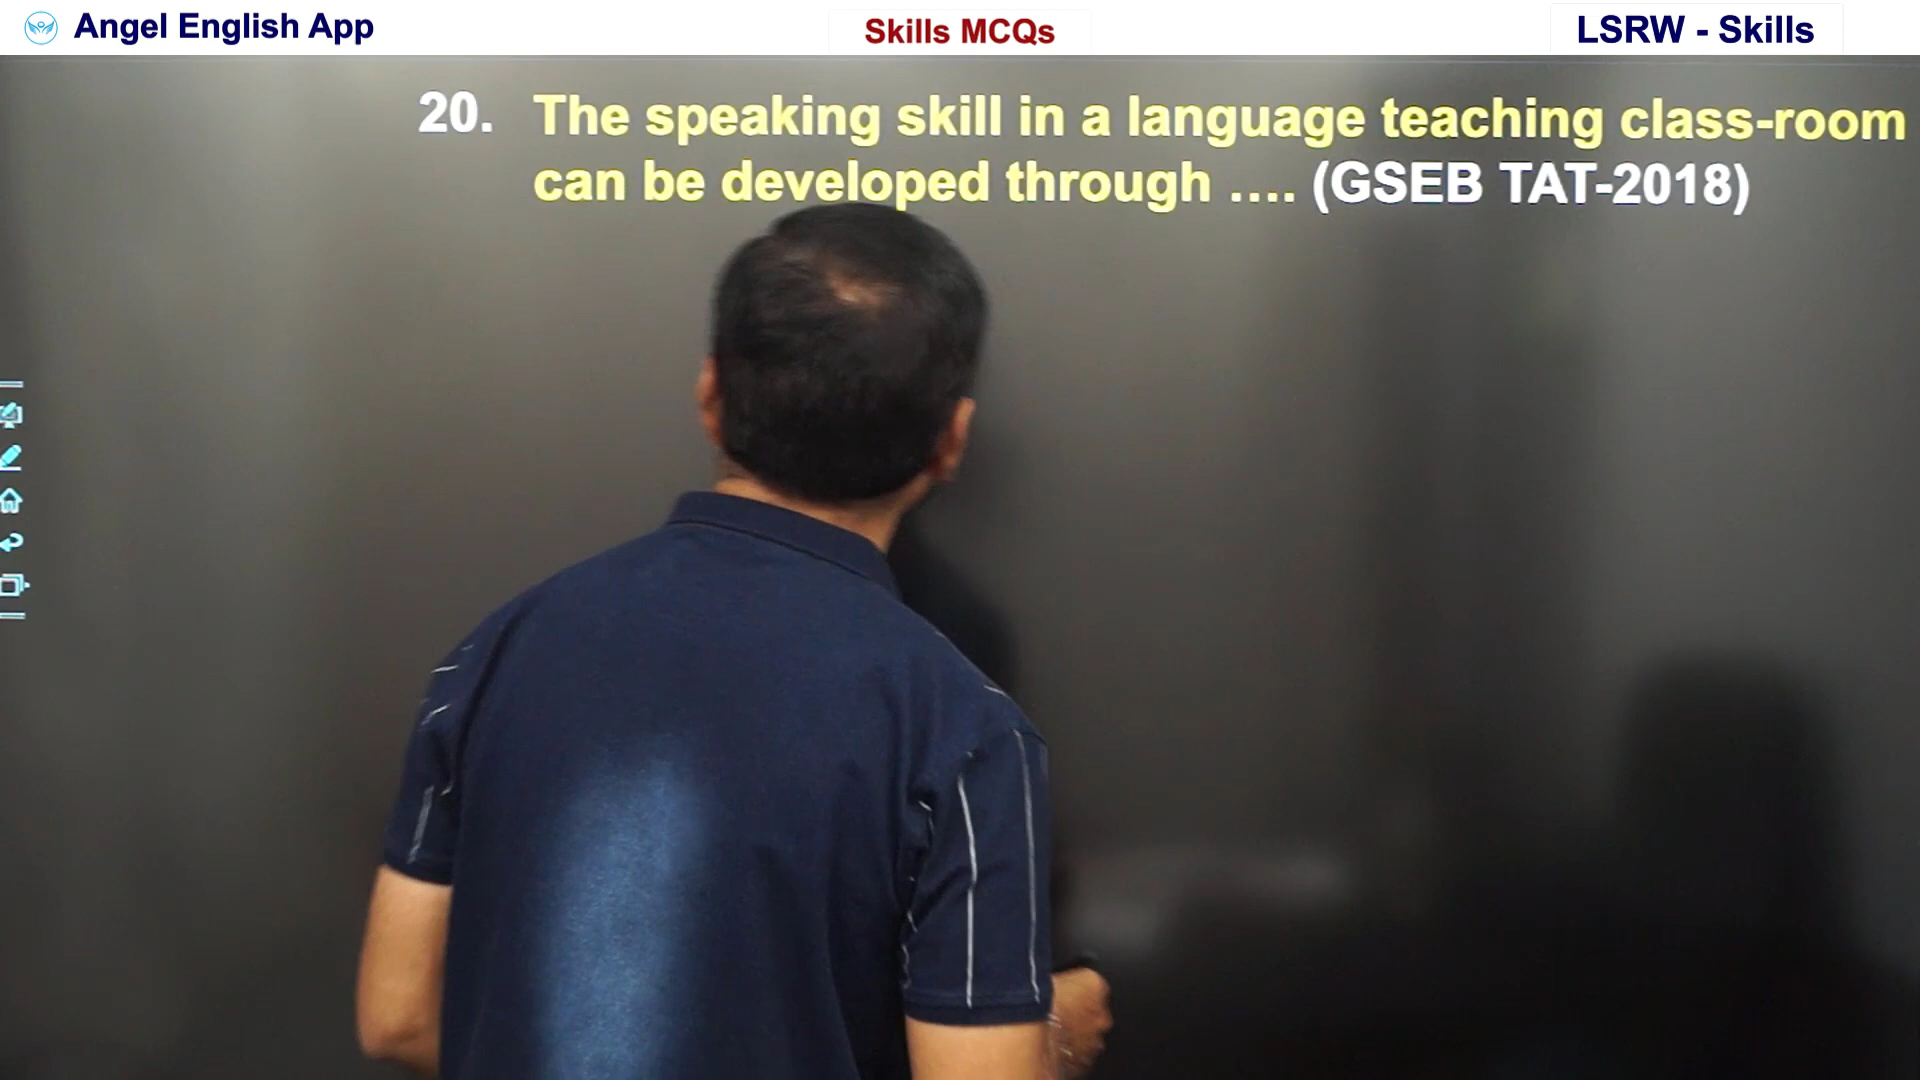 Angel English App
Skills MCQs
LSRW - Skills
20. The speaking skill in a language teaching class-room
can be developed through .... (GSEB TAT-2018)